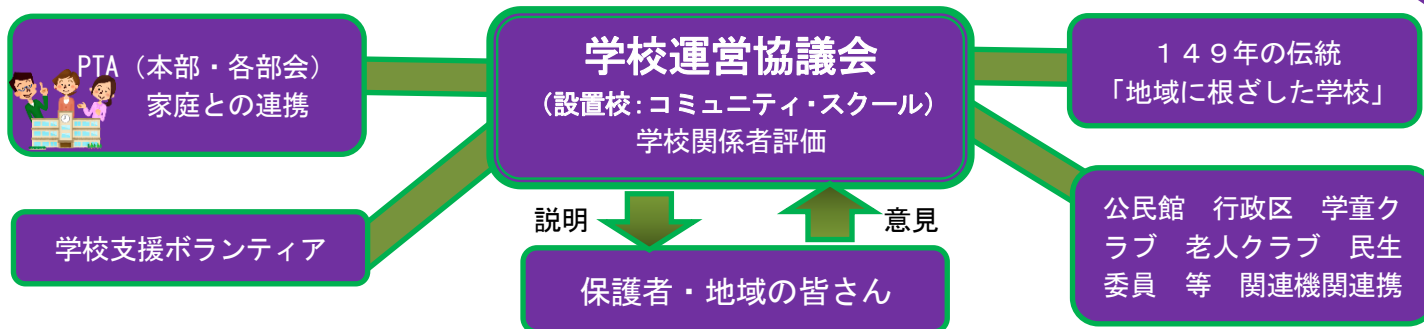 PTA(本部・各部会)
家庭との連携
学校運営協議会
(設置校:コミュニティ・スクール)
学校関係者評価
149年の伝統
「地域に根ざした学校」
学校支援ボランティア
説明
意見
保護者・地域の皆さん
公民館 行政区 学童ク
ラブ 老人クラブ 民生
委員 等 関連機関連携